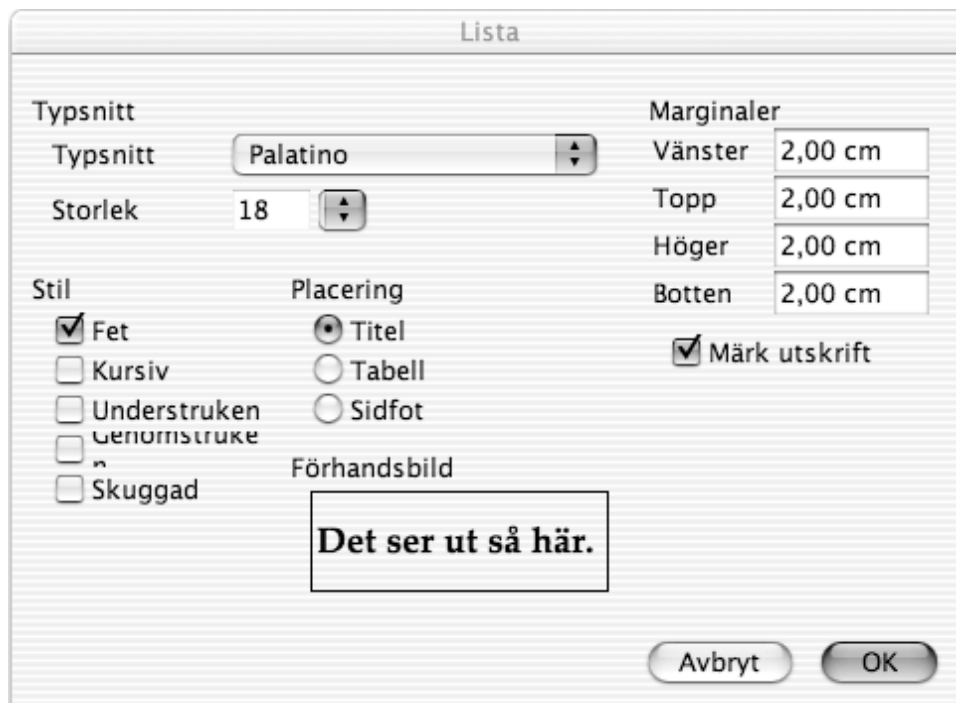 Lista
Typsnitt
Typsnitt Palatino
Storlek 18
Marginaler
Vänster 2,00 cm
Topp 2,00 cm
Höger 2,00 cm
Botten 2,00 cm
Märk utskrift
Stil
Fet
Kursiv
Understruken
Genomstruke
n
Skuggad
Placering
Titel
Tabell
Sidfot
Förhandsbild
Det ser ut så här.
Avbryt OK